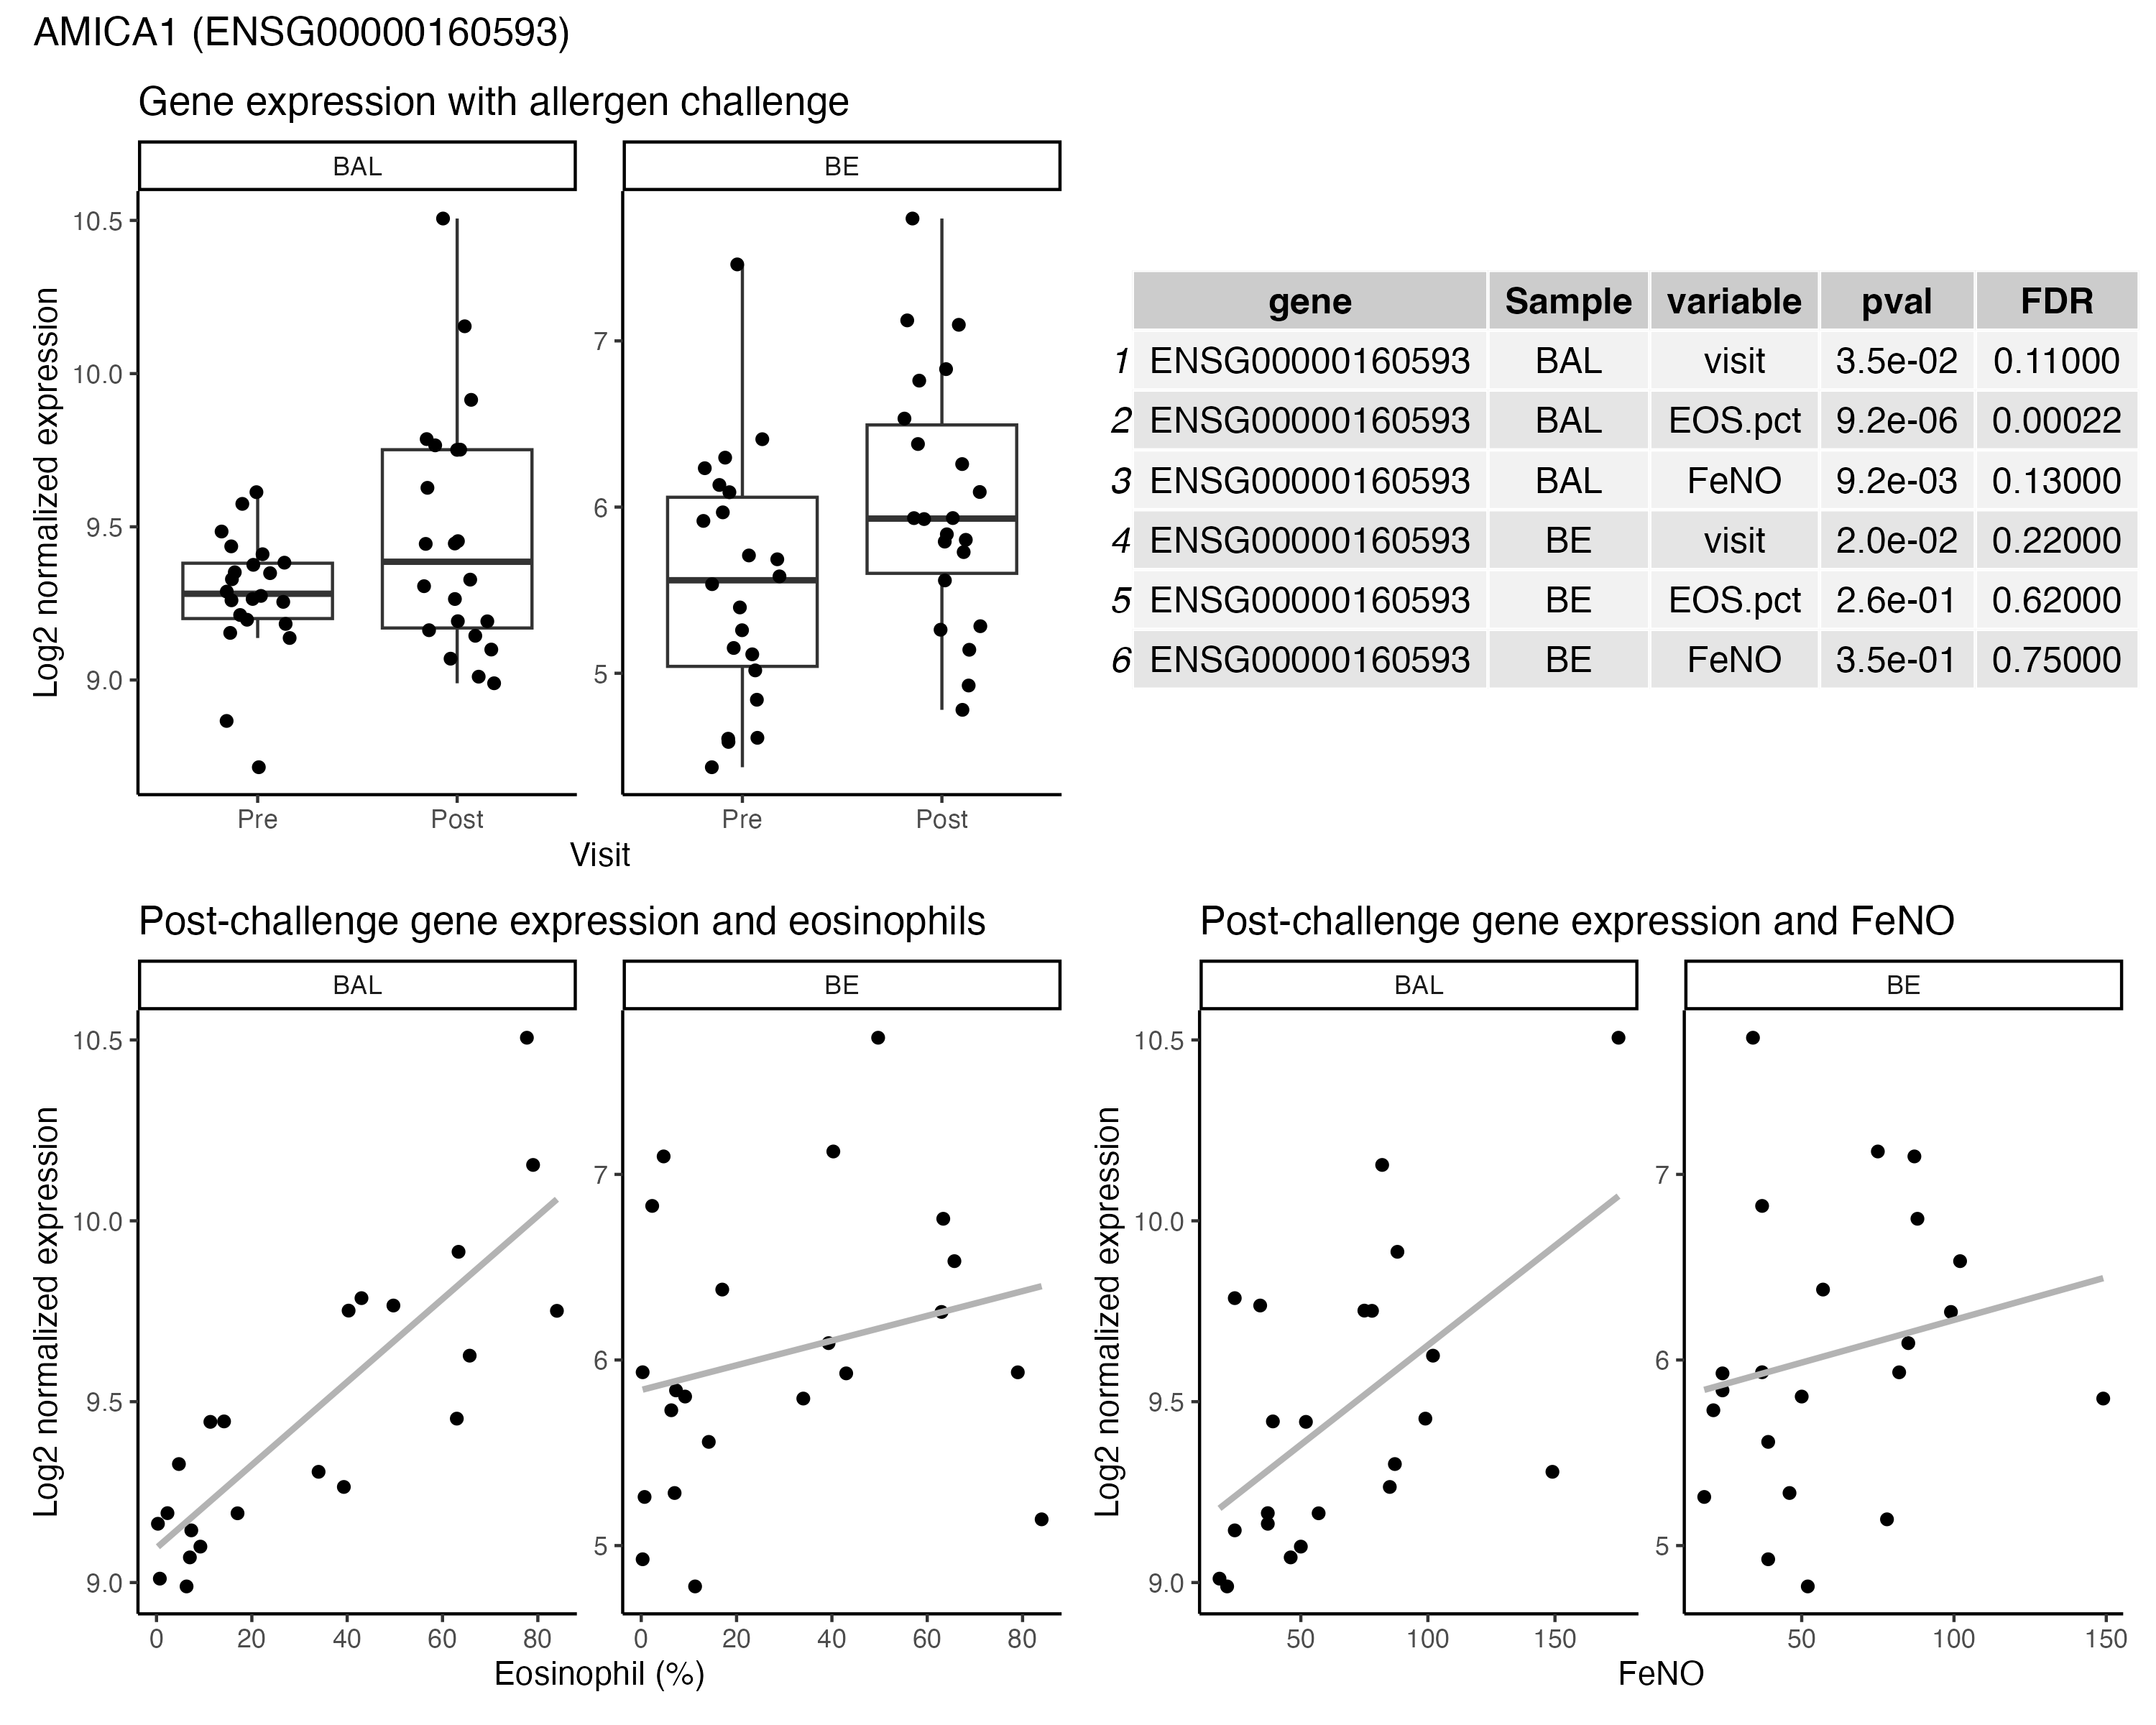 AMICA1 (ENSG00000160593)
Gene expression with allergen challenge
BAL
BE
Log2 normalized expression
10.5
10.0
9.5
9.0
7
6
5
Pre
Post
Pre
Post
Visit
gene Sample variable pval FDR
1 ENSG00000160593 BAL visit 3.5e-02 0.11000
2 ENSG00000160593 BAL EOS.pct 9.2e-06 0.00022
3 ENSG00000160593 BAL FeNO 9.2e-03 0.13000
4 ENSG00000160593 BE visit 2.0e-02 0.22000
5 ENSG00000160593 BE EOS.pct 2.6e-01 0.62000
6 ENSG00000160593 BE FeNO 3.5e-01 0.75000
Post-challenge gene expression and eosinophils
BAL
BE
Log2 normalized expression
10.5
10.0
9.5
9.0
7
6
5
0 20 40 60 80
0 20 40 60 80
Eosinophil (%)
Post-challenge gene expression and FeNO
BAL
BE
Log2 normalized expression
10.5
10.0
9.5
9.0
7
6
5
50 100 150
50 100 150
FeNO